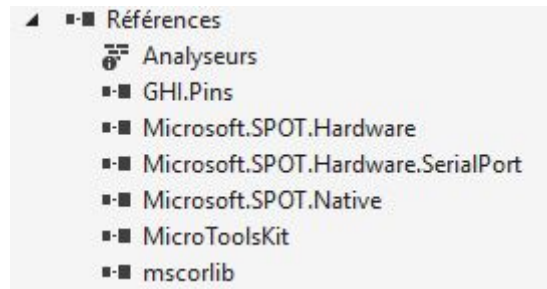 Références
Analyseurs
GHI.Pins
Microsoft.SPOT.Hardware
Microsoft.SPOT.Hardware.SerialPort
Microsoft.SPOT.Native
MicroToolsKit
mscorlib